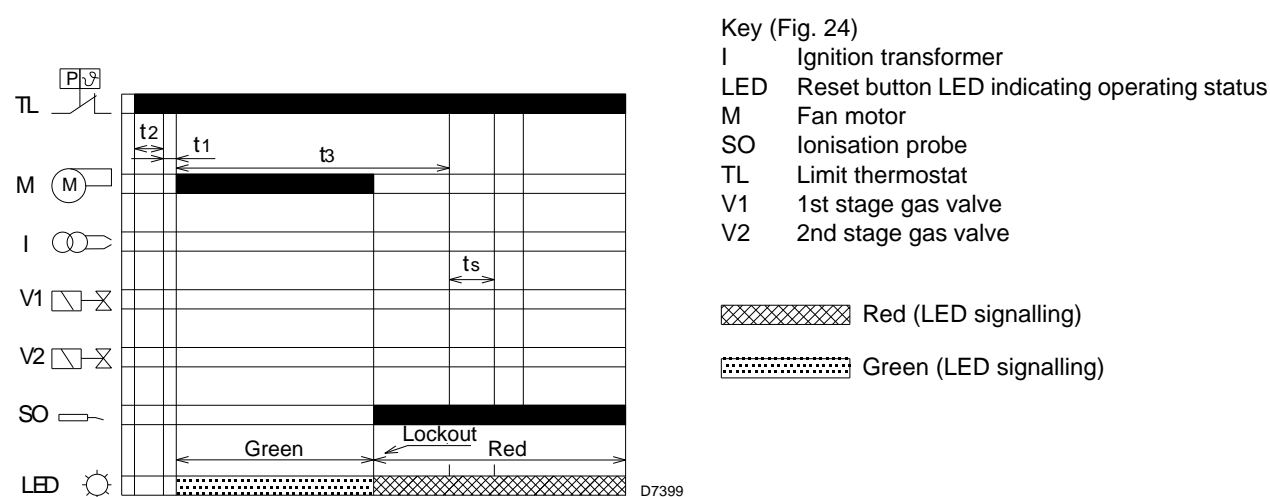 P
TL
t2
t1
t3
M
M
I
ts
V1
V2
SO
Lockout
Green
Red
LED
D7399
Key (Fig. 24)
I Ignition transformer
LED Reset button LED indicating operating status
M Fan motor
SO Ionisation probe
TL Limit thermostat
V1 1st stage gas valve
V2 2nd stage gas valve
Red (LED signalling)
Green (LED signalling)